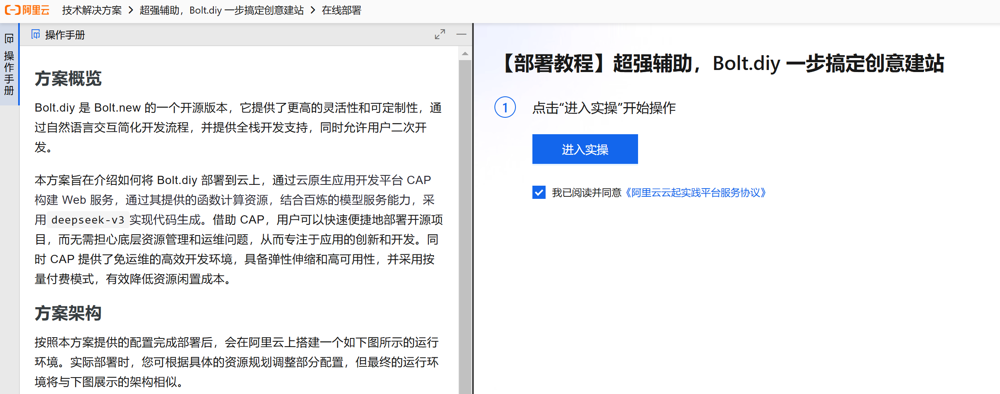 阿里云 技术解决方案 > 超强辅助，Bolt.diy 一步搞定创意建站 > 在线部署
操作手册
操作手册
方案概览
Bolt.diy 是 Bolt.new 的一个开源版本，它提供了更高的灵活性和可定制性，通
过自然语言交互简化开发流程，并提供全栈开发支持，同时允许用户二次开
发。
本方案旨在介绍如何将 Bolt.diy 部署到云上，通过云原生应用开发平台 CAP
构建 Web 服务，通过其提供的函数计算资源，结合百炼的模型服务能力，采
用 deepseek-v3 实现代码生成。借助 CAP，用户可以快速便捷地部署开源项
目，而无需担心底层资源管理和运维问题，从而专注于应用的创新和开发。同
时 CAP 提供了免运维的高效开发环境，具备弹性伸缩和高可用性，并采用按
量付费模式，有效降低资源闲置成本。
方案架构
按照本方案提供的配置完成部署后，会在阿里云上搭建一个如下图所示的运行
环境。实际部署时，您可根据具体的资源规划调整部分配置，但最终的运行环
境将与下图展示的架构相似。
【部署教程】超强辅助，Bolt.diy 一步搞定创意建站
1 点击“进入实操”开始操作
进入实操
我已阅读并同意《阿里云云起实践平台服务协议》